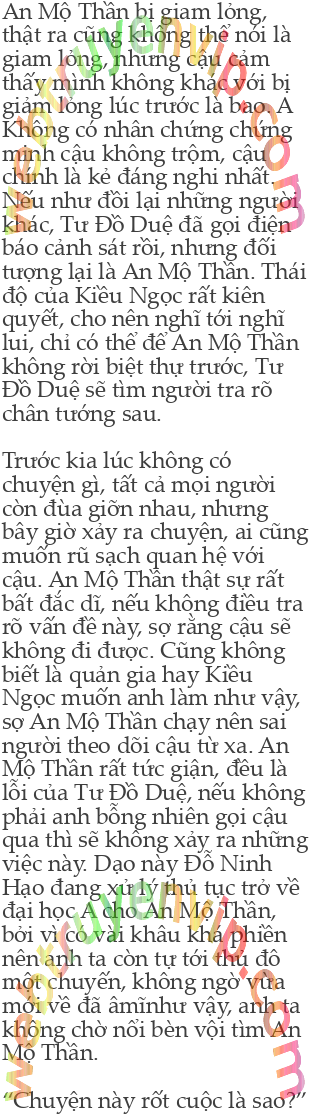 An Mộ Thần bị giam lỏng,
thật ra cũng không thể nói là
giam lỏng, nhưng cậu cảm
thấy mình không khác với bị
giam lỏng lúc trước là bao. A
Không có nhân chứng chứng
minh cậu không trộm, cậu
chính là kẻ đáng nghi nhất.
Nếu như đổi lại những người
khác, Tư Đồ Duệ đã gọi điện
báo cảnh sát rồi, nhưng đối
tượng lại là An Mộ Thần. Thái
độ của Kiều Ngọc rất kiên
quyết, cho nên nghĩ tới nghĩ
lui, chỉ có thể để An Mộ Thần
không rời biệt thự trước, Tư
Đồ Duệ sẽ tìm người tra rõ
chân tướng sau.
Trước kia lúc không có
chuyện gì, tất cả mọi người
còn đùa giỡn nhau, nhưng
bây giờ xảy ra chuyện, ai cũng
muốn rũ sạch quan hệ với
cậu. An Mộ Thần thật sự rất
bất đắc dĩ, nếu không điều tra
rõ vấn đề này, sợ rằng cậu sẽ
không đi được. Cũng không
biết là quản gia hay Kiều
Ngọc muốn anh làm như vậy,
sợ An Mộ Thần chạy nên sai
người theo dõi cậu từ xa. An
Mộ Thần rất tức giận, đều là
lỗi của Tư Đồ Duệ, nếu không
phải anh bỗng nhiên gọi cậu
qua thì sẽ không xảy ra những
việc này. Dạo này Đỗ Ninh
Hạo đang xử lý thủ tục trở về
đại học A cho An Mộ Thần,
bởi vì có vài khâu khá phiền
nên anh ta còn tự tới thủ đô
một chuyến, không ngờ vừa
mới về đã âmĩnhư vậy, anh ta
không chờ nổi bèn vội tìm An
Mộ Thần.
“Chuyện này rốt cuộc là sao?”
webtruyenvip.com
webtruyenvip.com